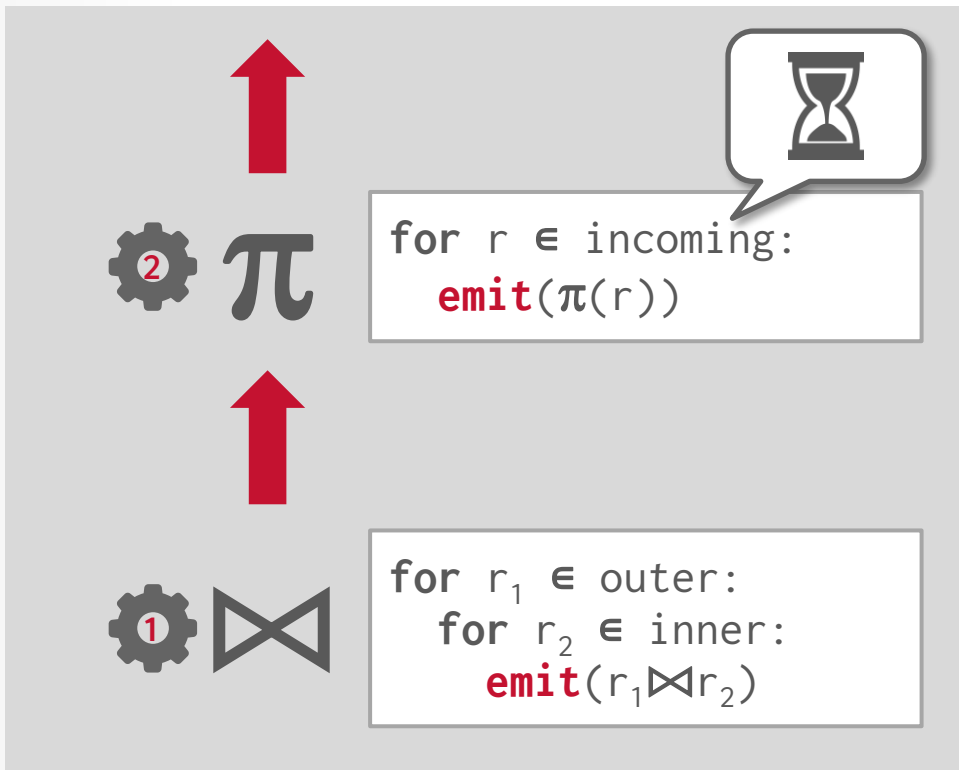 2 π
for r ∈ incoming:
emit(π(r))
1 ⋈
for r₁ ∈ outer:
for r₂ ∈ inner:
emit(r₁⋈r₂)